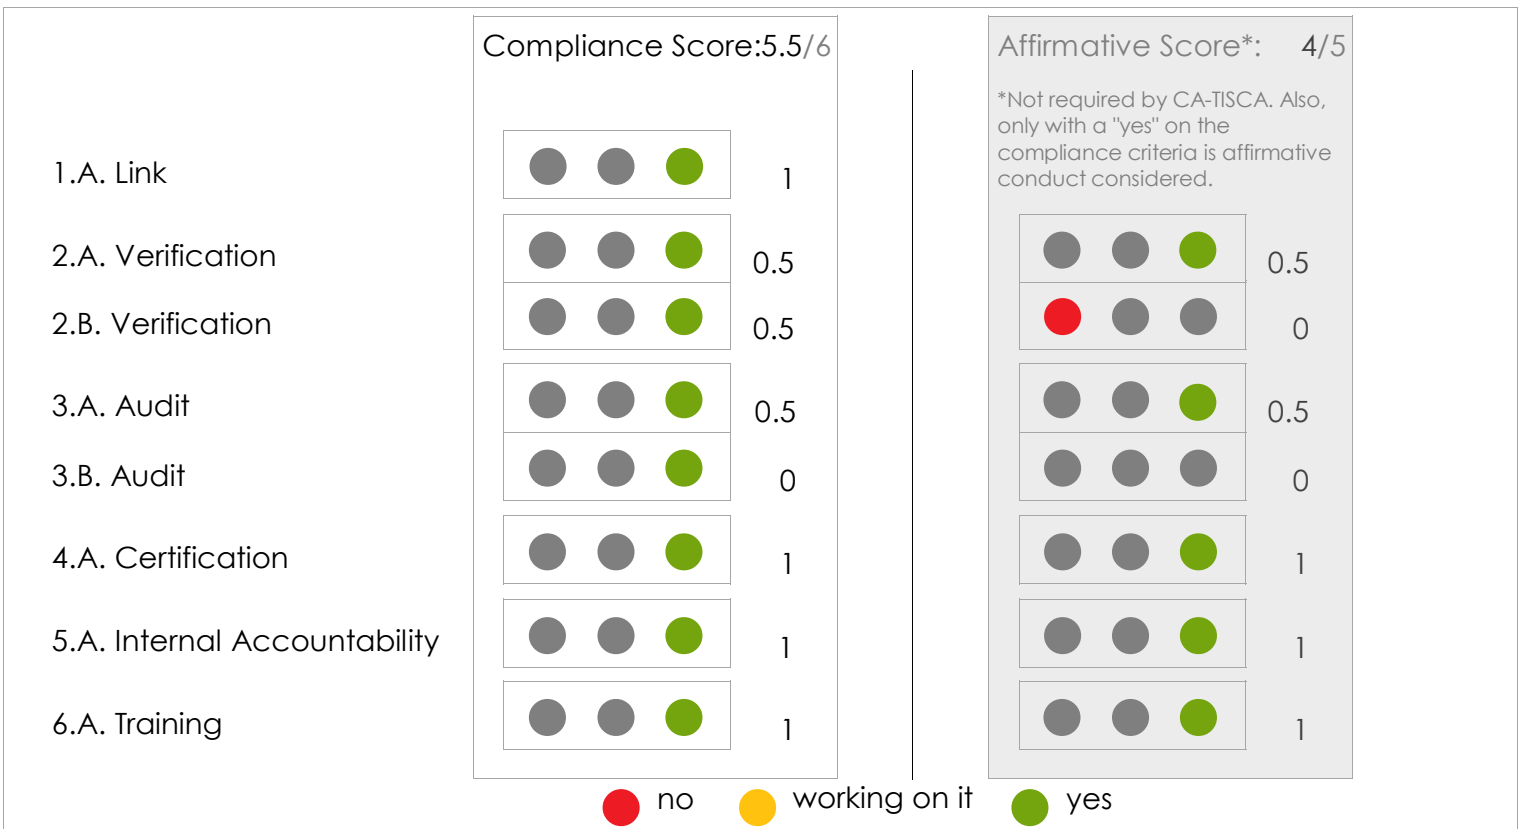 Compliance Score:5.5/6
Affirmative Score*: 4/5
*Not required by CA-TISCA. Also,
only with a "yes" on the
compliance criteria is affirmative
conduct considered.
1.A. Link 1
2.A. Verification 0.5 0.5
2.B. Verification 0.5 0
3.A. Audit 0.5 0.5
3.B. Audit 0 0
4.A. Certification 1 1
5.A. Internal Accountability 1 1
6.A. Training 1 1
no working on it yes